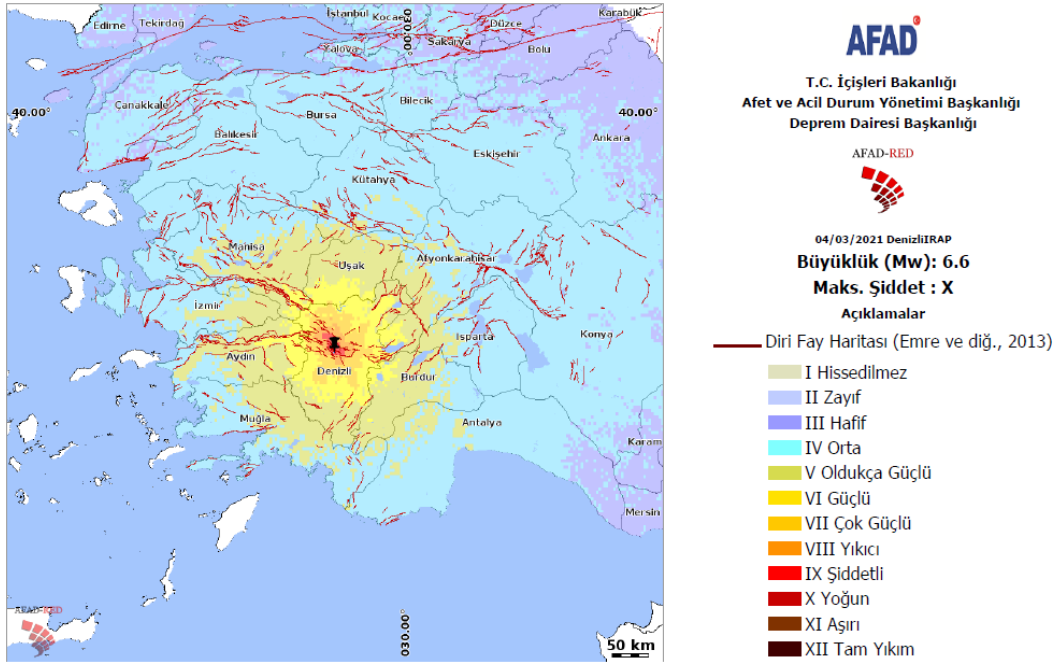 Edirne
Tekirdag
İstanbul
Kocae
030.00°
Düzce
Karabük
Yalova
Sakarya
Bolu
40.00°
Çanakkale
Bursa
Bilecik
40.00°
Balıkesir
Ankara
Eskişehir
Kütahya
Manisa
Uşak
Afyonkarahisar
İzmir
Aydın
Isparta
Konya
Denizli
Burdur
Muğla
Antalya
Karam
Mersin
AFAD-RED
030.00°
50 km
AFAD
T.C. İçişleri Bakanlığı
Afet ve Acil Durum Yönetimi Başkanlığı
Deprem Dairesi Başkanlığı
AFAD-RED
04/03/2021 DenizliIRAP
Büyüklük (Mw): 6.6
Maks. Şiddet : X
Açıklamalar
Diri Fay Haritası (Emre ve diğ., 2013)
I Hissedilmez
II Zayıf
III Hafif
IV Orta
V Oldukça Güçlü
VI Güçlü
VII Çok Güçlü
VIII Yıkıcı
IX Şiddetli
X Yoğun
XI Aşırı
XII Tam Yıkım